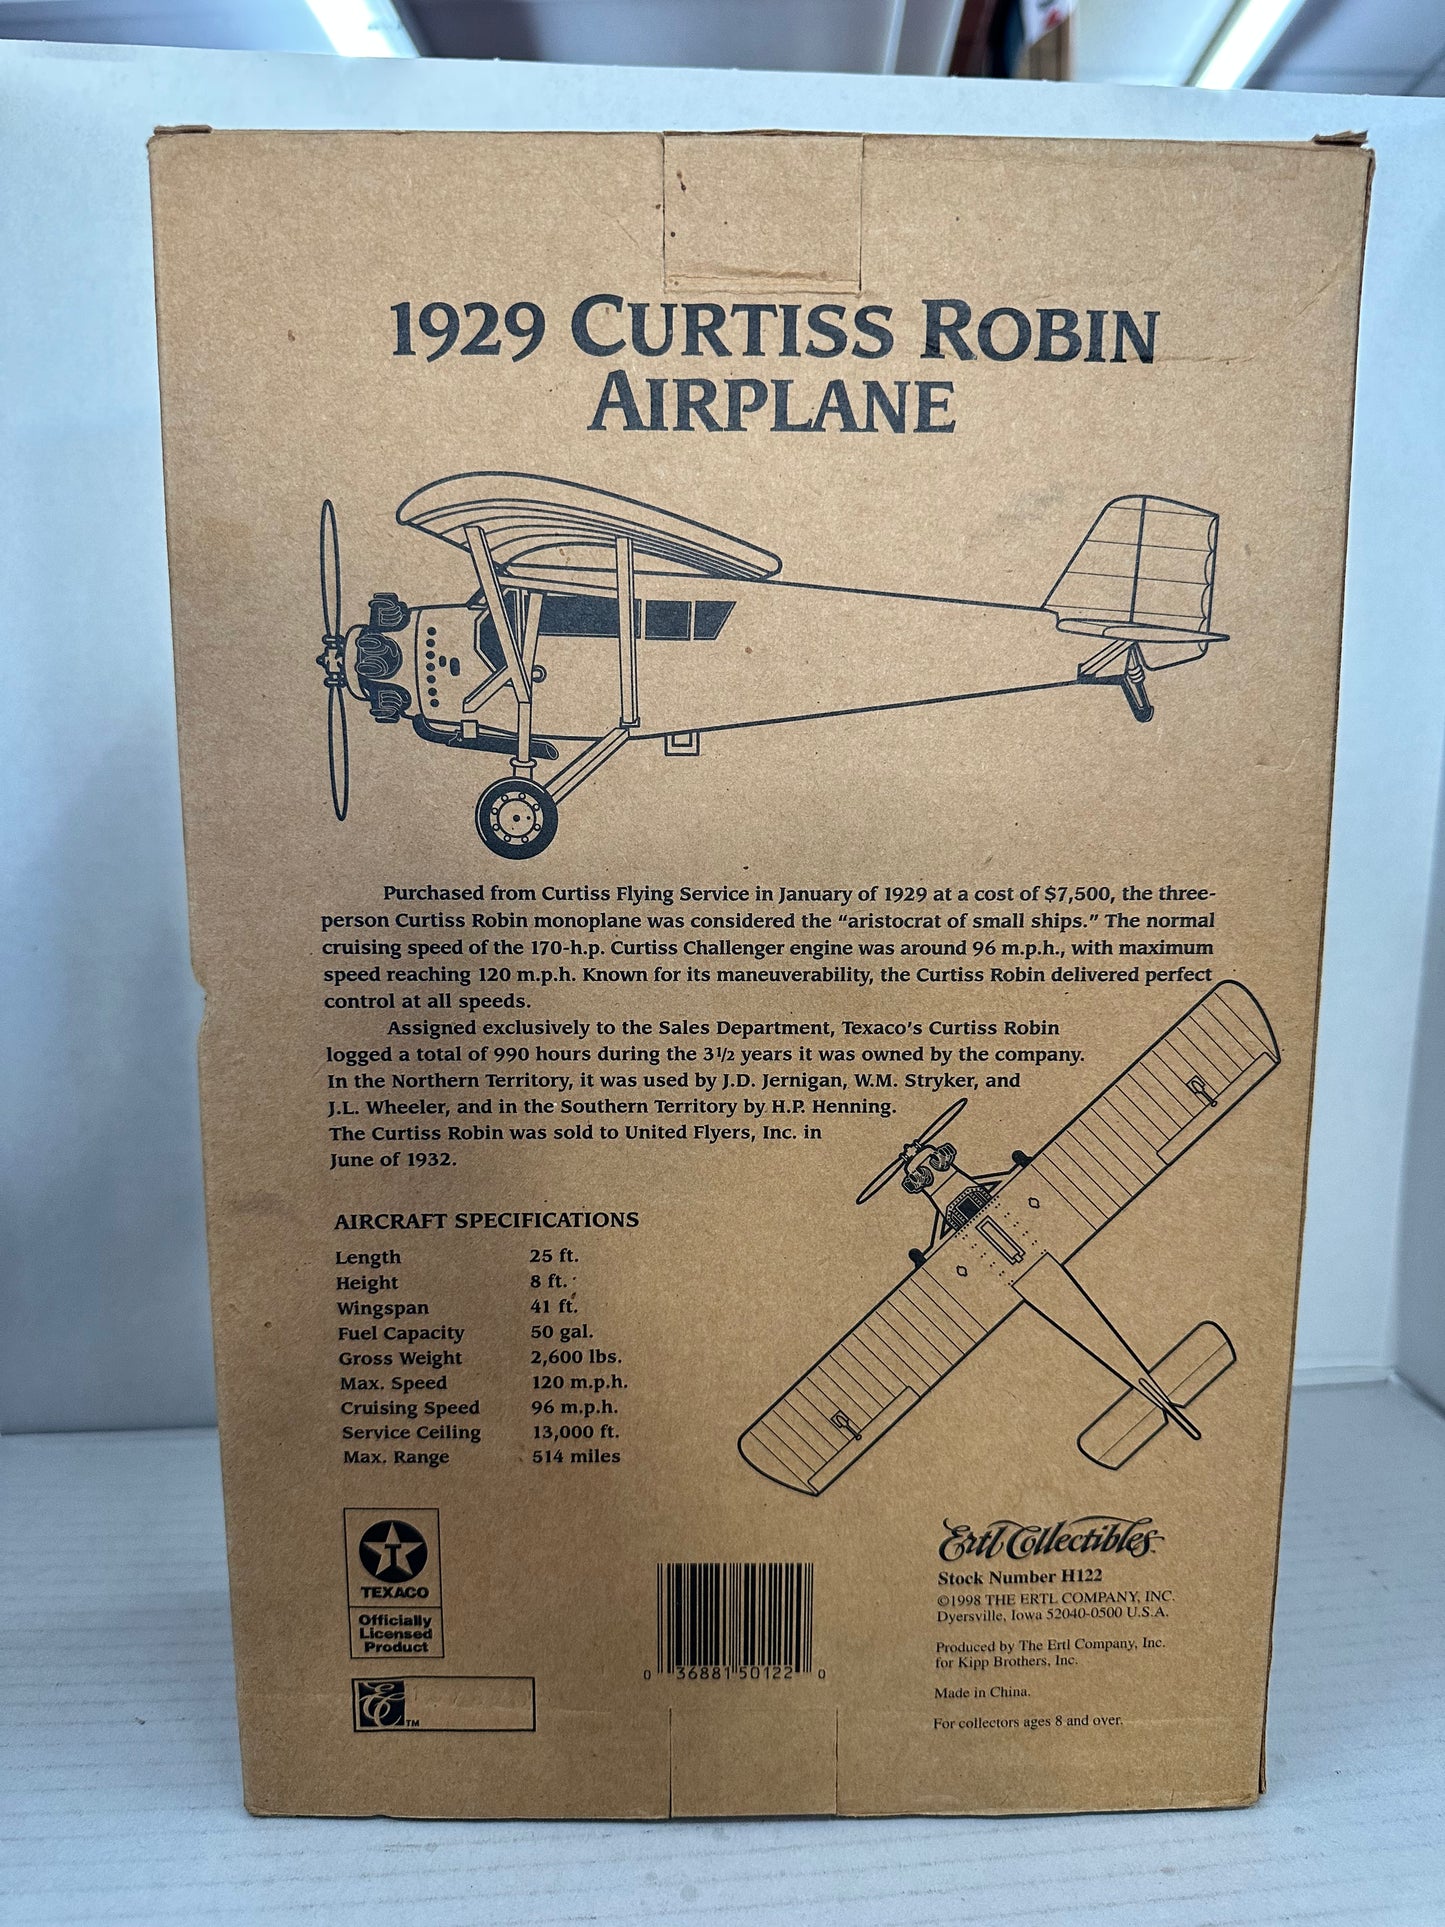 1929 CURTISS ROBIN
AIRPLANE
Purchased from Curtiss Flying Service in January of 1929 at a cost of $7,500, the three-
person Curtiss Robin monoplane was considered the “aristocrat of small ships.” The normal
cruising speed of the 170-h.p. Curtiss Challenger engine was around 96 m.p.h., with maximum
speed reaching 120 m.p.h. Known for its maneuverability, the Curtiss Robin delivered perfect
control at all speeds.
Assigned exclusively to the Sales Department, Texaco’s Curtiss Robin
logged a total of 990 hours during the 3 1/2 years it was owned by the company.
In the Northern Territory, it was used by J.D. Jernigan, W.M. Stryker, and
J.L. Wheeler, and in the Southern Territory by H.P. Henning.
The Curtiss Robin was sold to United Flyers, Inc. in
June of 1932.
AIRCRAFT SPECIFICATIONS
Length 25 ft.
Height 8 ft.
Wingspan 41 ft.
Fuel Capacity 50 gal.
Gross Weight 2,600 lbs.
Max. Speed 120 m.p.h.
Cruising Speed 96 m.p.h.
Service Ceiling 13,000 ft.
Max. Range 514 miles
T
TEXACO
Officially
Licensed
Product
EC TM
0 36881 50122 0
Ertl Collectibles™
Stock Number H122
©1998 THE ERTL COMPANY, INC.
Dyersville, Iowa 52040-0500 U.S.A.
Produced by The Ertl Company, Inc.
for Kipp Brothers, Inc.
Made in China.
For collectors ages 8 and over.